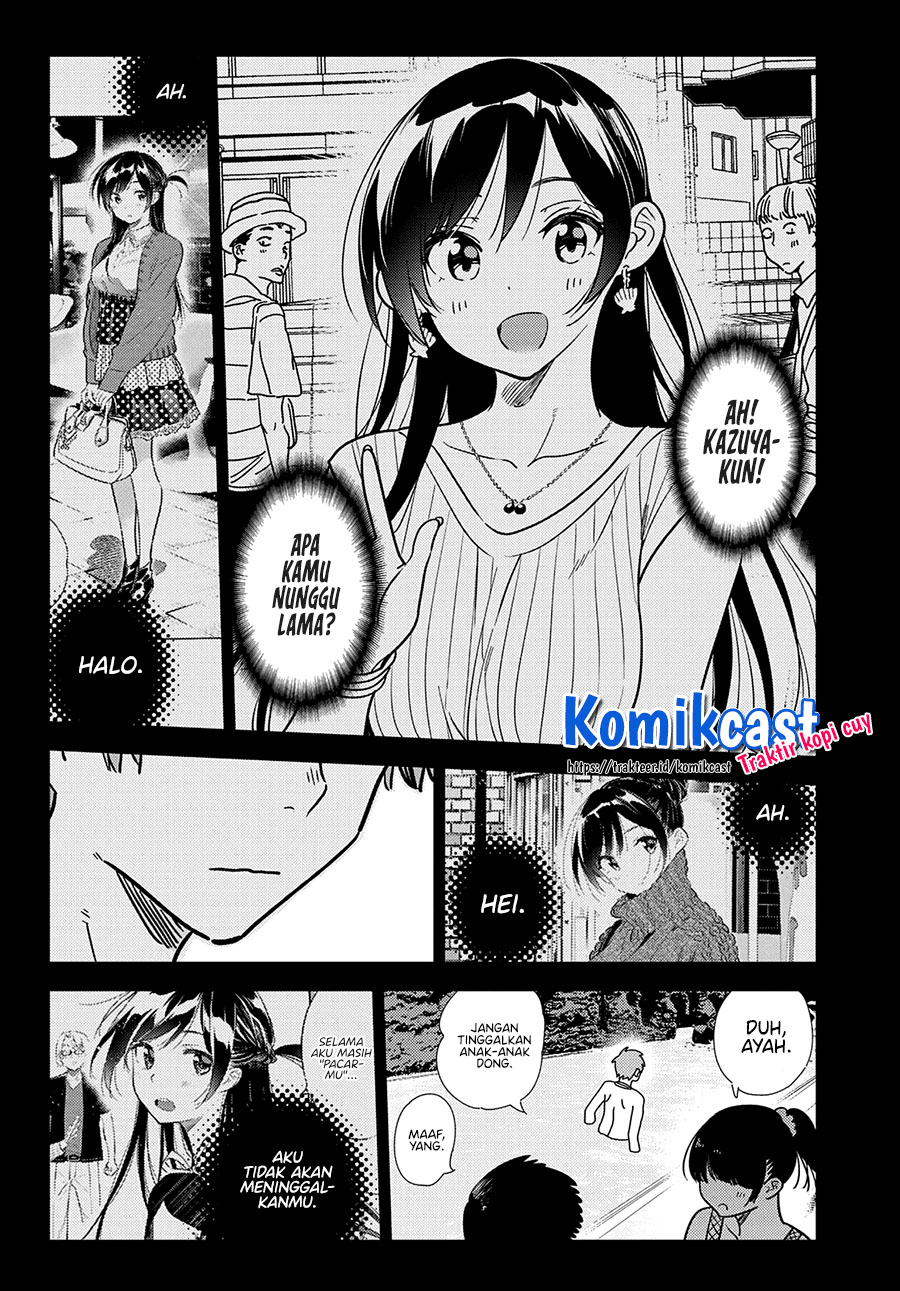 AH!
KAZUYA-
KUN!
APA
KAMU
NUNGGU
LAMA?
AH.
HALO.
Komikcast
https://trakteer.id/komikcast
Traktir kopi cuy
AH.
HEI.
DUH,
AYAH.
JANGAN
TINGGALKAN
ANAK-ANAK
DONG.
MAAF,
YANG.
SELAMA
AKU MASIH
"PACAR-
MU"...
AKU
TIDAK AKAN
MENINGGAL-
KANMU.